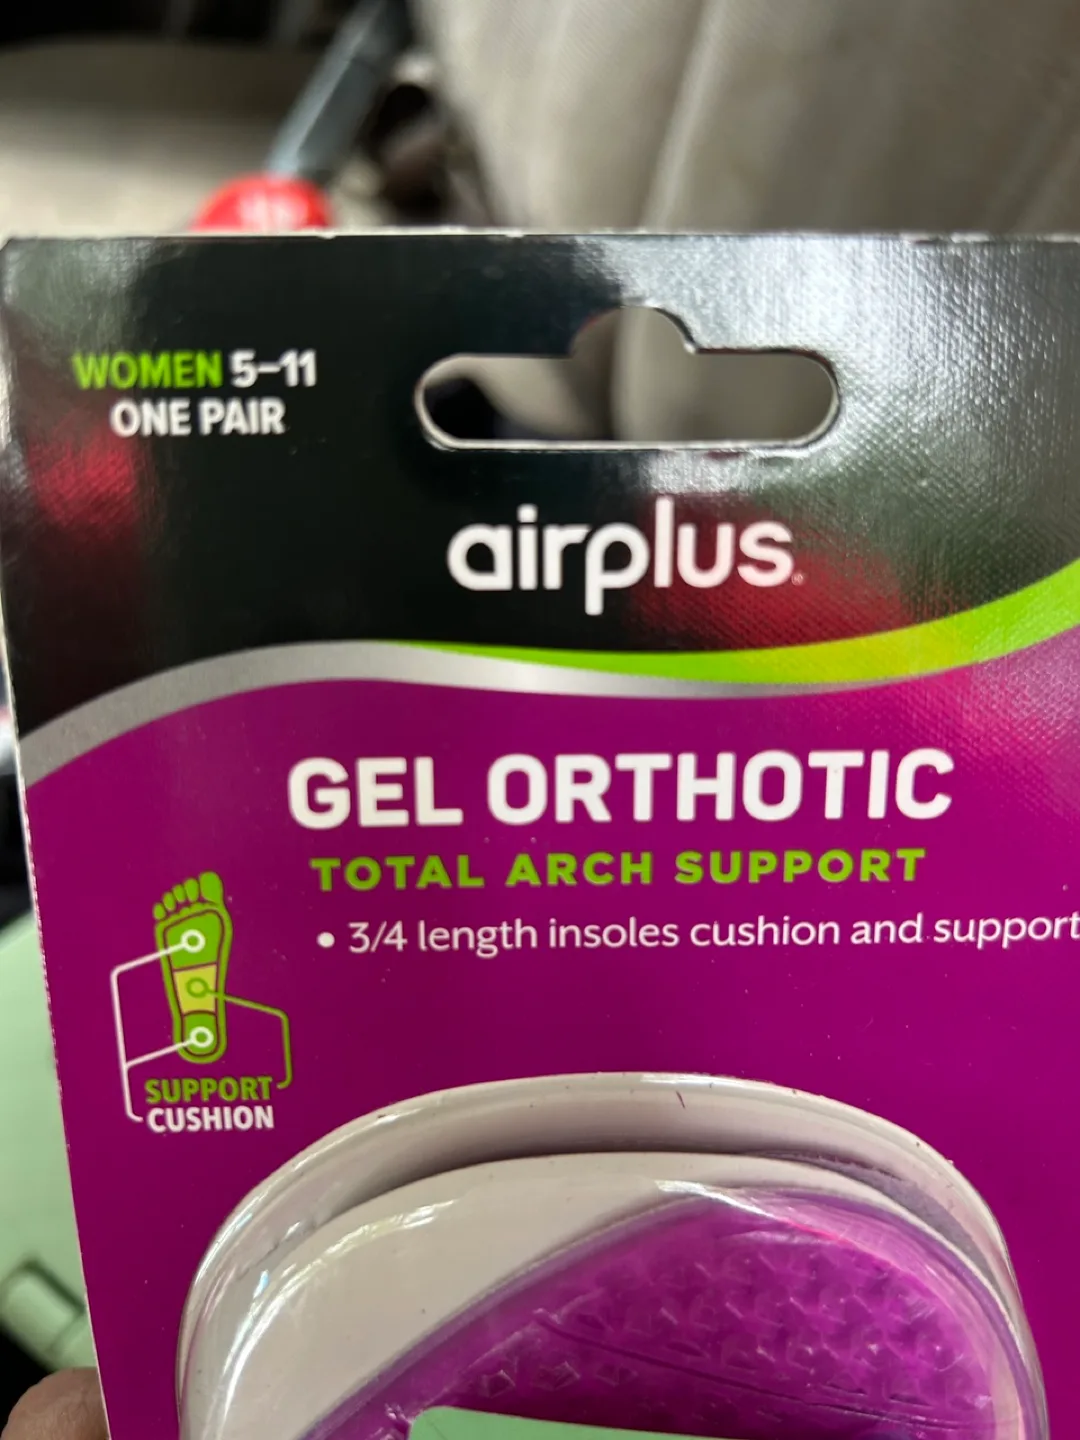 WOMEN 5–11
ONE PAIR
airplus®
GEL ORTHOTIC
TOTAL ARCH SUPPORT
• 3/4 length insoles cushion and support
SUPPORT
CUSHION